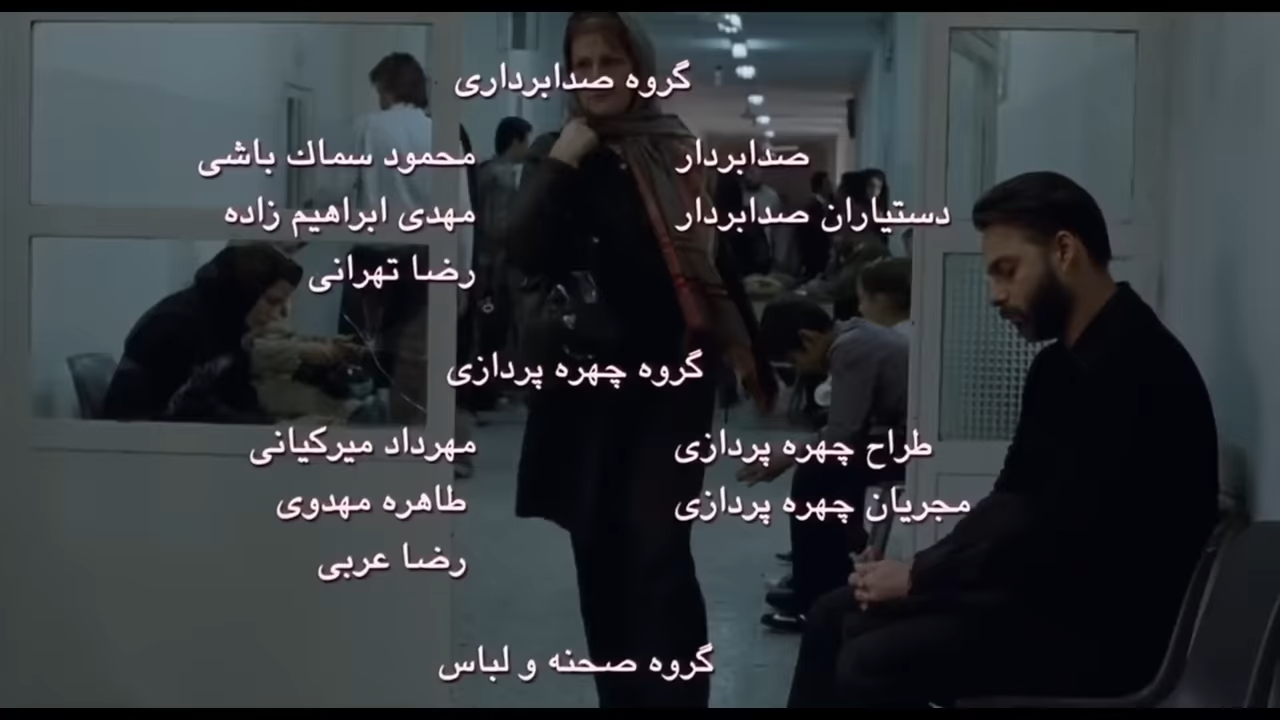 گروه صدابرداری
صدابردار محمود سماك باشی
دستیاران صدابردار مهدی ابراهیم زاده
رضا تهرانی
گروه چهره پردازی
طراح چهره پردازی مهرداد میرکیانی
مجریان چهره پردازی طاهره مهدوی
رضا عربی
گروه صحنه و لباس